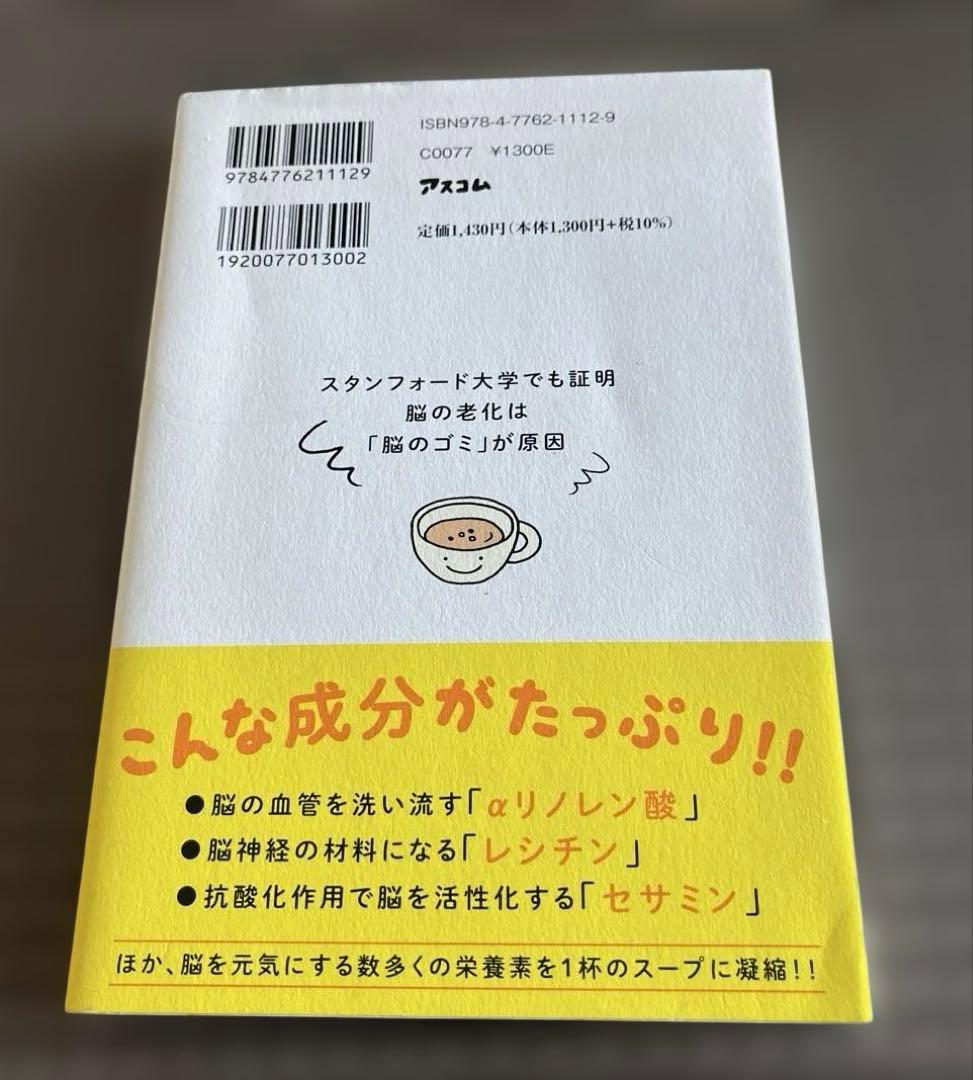 ISBN978-4-7762-1112-9
9784776211129
C0077 ¥1300E
アスコム
1920077013002
定価1,430円(本体1,300円+税10%)
スタンフォード大学でも証明
脳の老化は
「脳のゴミ」が原因
こんな成分がたっぷり!!
●脳の血管を洗い流す「αリノレン酸」
●脳神経の材料になる「レシチン」
●抗酸化作用で脳を活性化する「セサミン」
ほか、脳を元気にする数多くの栄養素を1杯のスープに凝縮!!